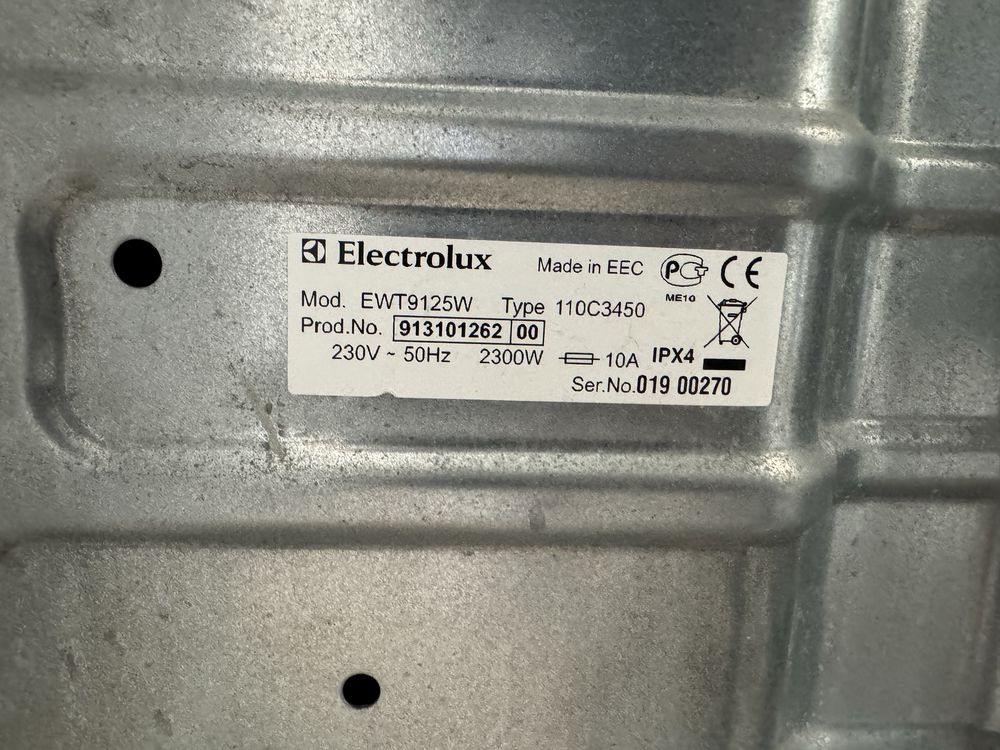 Electrolux Made in EEC PCT CE
ME10
Mod. EWT9125W Type 110C3450
Prod.No. 913101262 00
230V ~ 50Hz 2300W 10A IPX4
Ser.No.019 00270